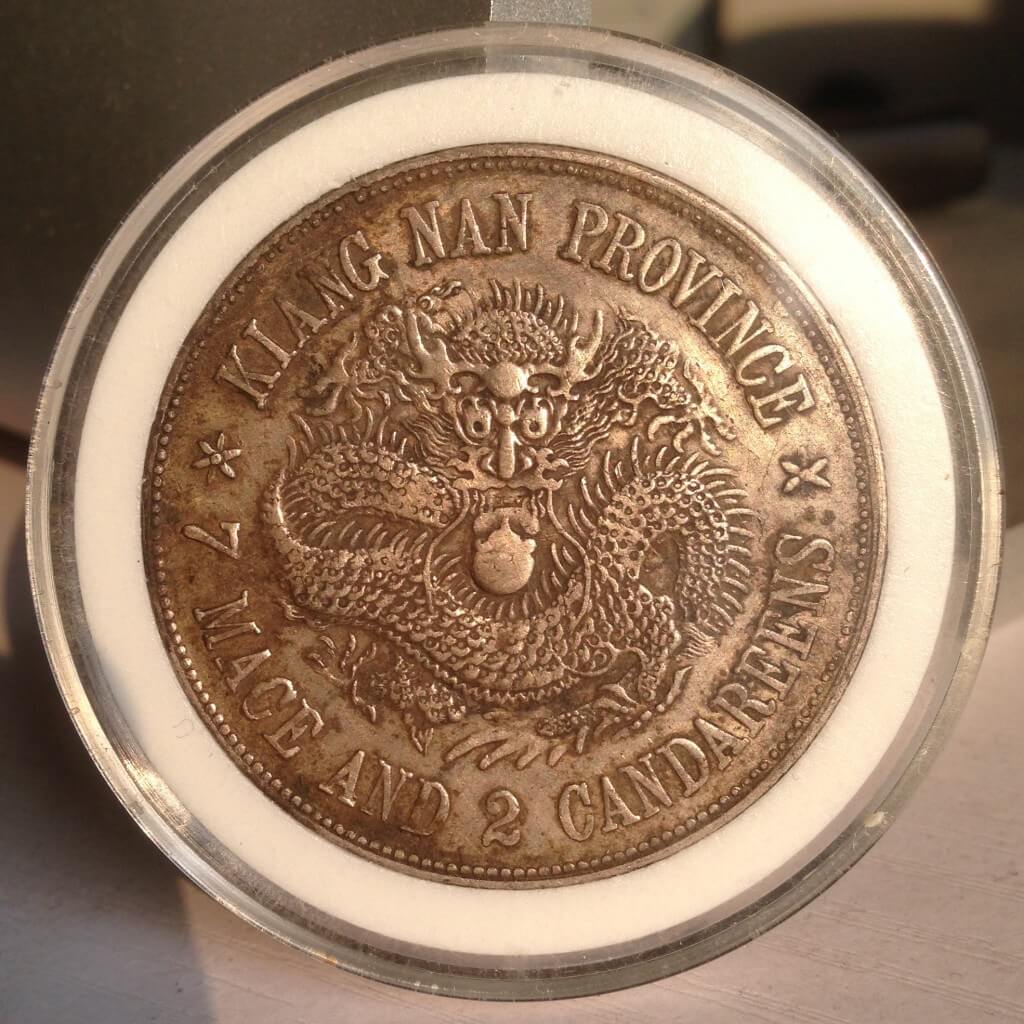 KIANG NAN PROVINCE
7 MACE AND 2 CANDAREENS